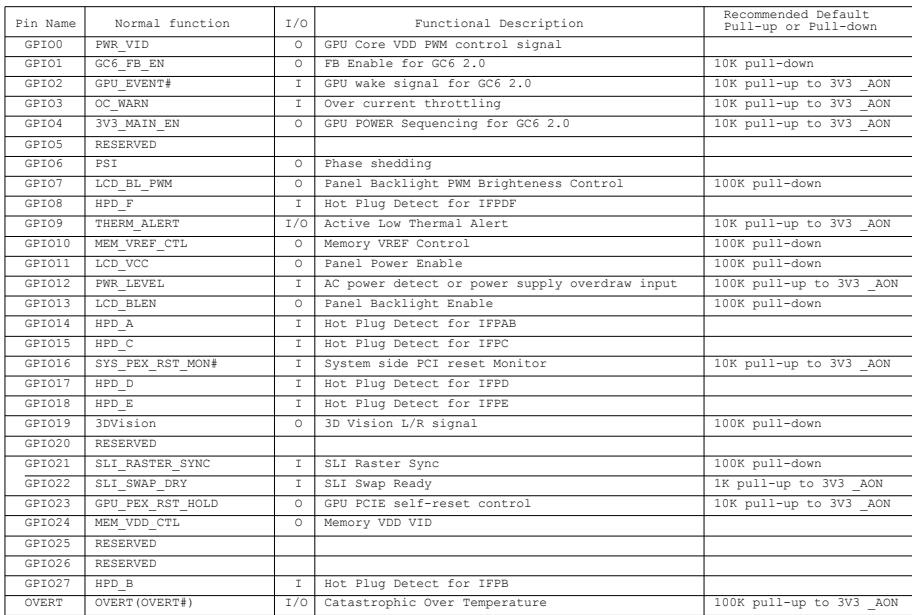 Pin Name Normal function I/O Functional Description Recommended Default Pull-up or Pull-down
GPIO0 PWR_VID O GPU Core VDD PWM control signal
GPIO1 GC6_FB_EN O FB Enable for GC6 2.0 10K pull-down
GPIO2 GPU_EVENT# I GPU wake signal for GC6 2.0 10K pull-up to 3V3 _AON
GPIO3 OC_WARN I Over current throttling 10K pull-up to 3V3 _AON
GPIO4 3V3_MAIN_EN O GPU POWER Sequencing for GC6 2.0 10K pull-up to 3V3 _AON
GPIO5 RESERVED
GPIO6 PSI O Phase shedding
GPIO7 LCD_BL_PWM O Panel Backlight PWM Brighteness Control 100K pull-down
GPIO8 HPD_F I Hot Plug Detect for IFPDF
GPIO9 THERM_ALERT I/O Active Low Thermal Alert 10K pull-up to 3V3 _AON
GPIO10 MEM_VREF_CTL O Memory VREF Control 100K pull-down
GPIO11 LCD_VCC O Panel Power Enable 100K pull-down
GPIO12 PWR_LEVEL I AC power detect or power supply overdraw input 100K pull-up to 3V3 _AON
GPIO13 LCD_BLEN O Panel Backlight Enable 100K pull-down
GPIO14 HPD_A I Hot Plug Detect for IFPAB
GPIO15 HPD_C I Hot Plug Detect for IFPC
GPIO16 SYS_PEX_RST_MON# I System side PCI reset Monitor 10K pull-up to 3V3 _AON
GPIO17 HPD_D I Hot Plug Detect for IFPD
GPIO18 HPD_E I Hot Plug Detect for IFPE
GPIO19 3DVision O 3D Vision L/R signal 100K pull-down
GPIO20 RESERVED
GPIO21 SLI_RASTER_SYNC I SLI Raster Sync 100K pull-down
GPIO22 SLI_SWAP_DRY I SLI Swap Ready 1K pull-up to 3V3 _AON
GPIO23 GPU_PEX_RST_HOLD O GPU PCIE self-reset control 10K pull-up to 3V3 _AON
GPIO24 MEM_VDD_CTL O Memory VDD VID
GPIO25 RESERVED
GPIO26 RESERVED
GPIO27 HPD_B I Hot Plug Detect for IFPB
OVERT OVERT(OVERT#) I/O Catastrophic Over Temperature 100K pull-up to 3V3 _AON